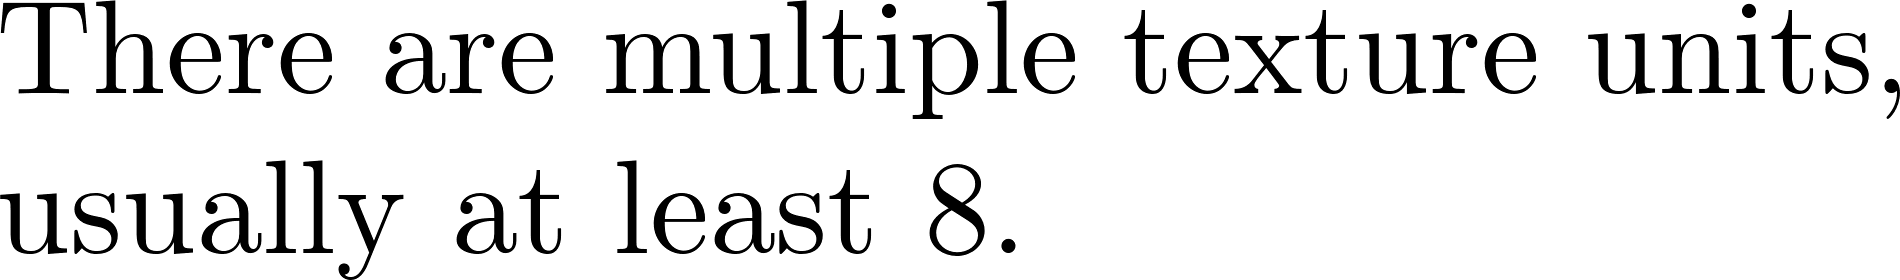 There are multiple texture units,
usually at least 8.